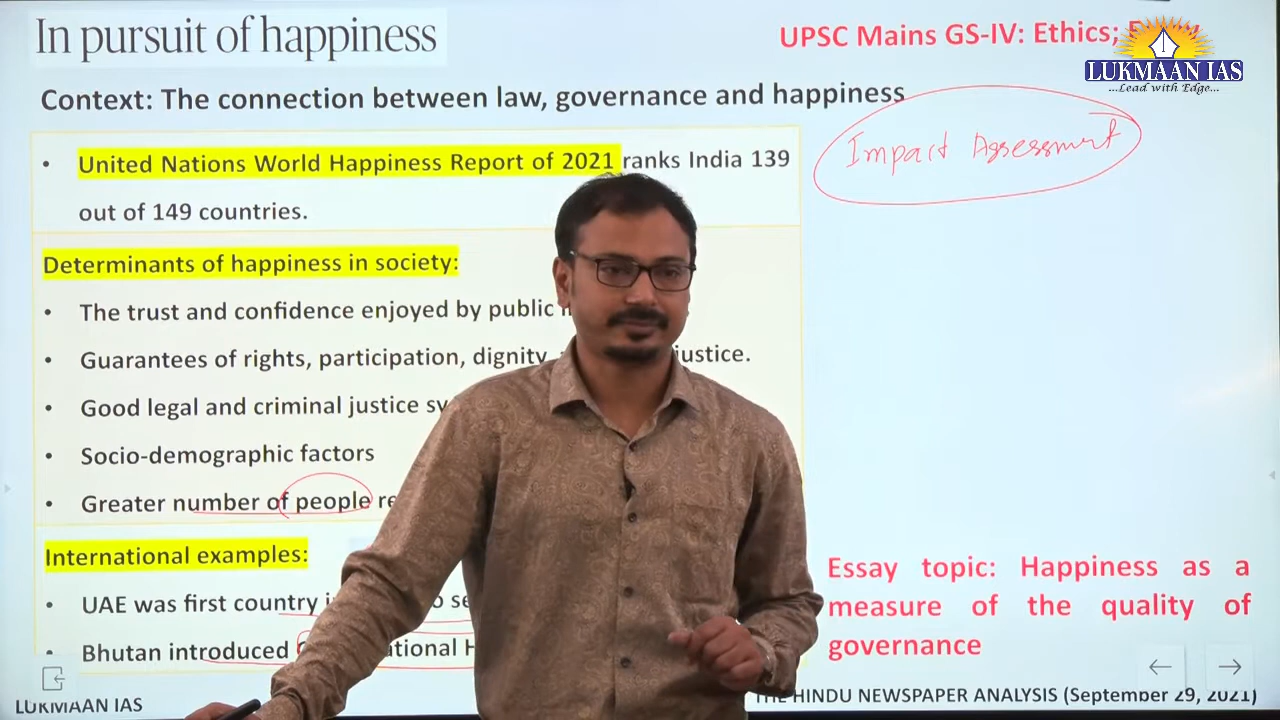 In pursuit of happiness
UPSC Mains GS-IV: Ethics;
LUKMAAN IAS
...Lead with Edge...
Context: The connection between law, governance and happiness
Impact Assessment
• United Nations World Happiness Report of 2021 ranks India 139
out of 149 countries.
Determinants of happiness in society:
• The trust and confidence enjoyed by public
• Guarantees of rights, participation, dignity, justice.
• Good legal and criminal justice
• Socio-demographic factors
• Greater number of people
International examples:
• UAE was first country
• Bhutan introduced
Essay topic: Happiness as a
measure of the quality of
governance
LUKMAAN IAS
THE HINDU NEWSPAPER ANALYSIS (September 29, 2021)